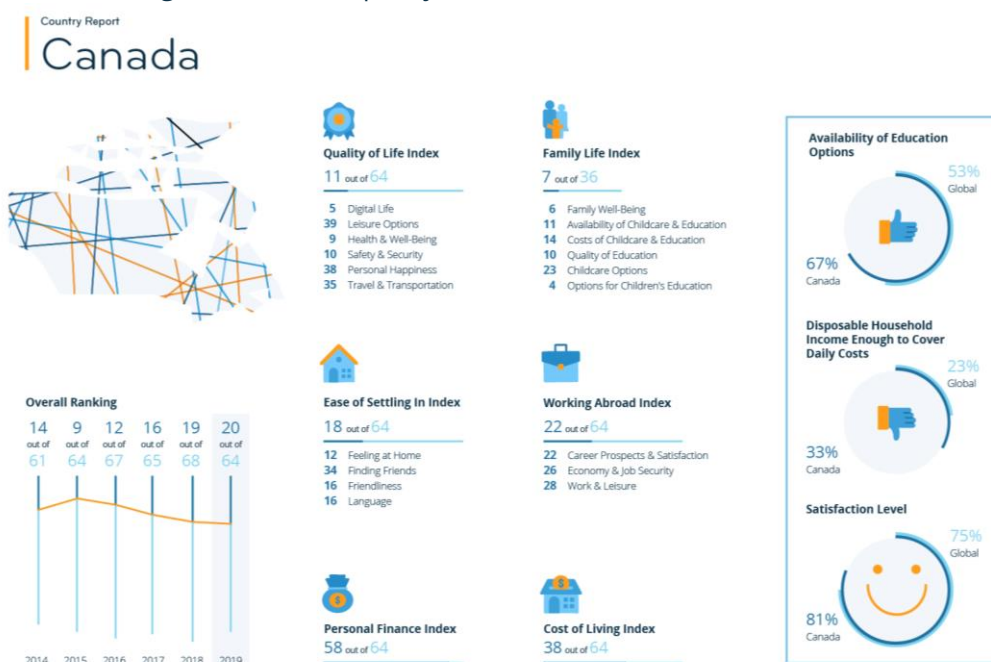 Country Report
Canada
Quality of Life Index
11 out of 64
5 Digital Life
39 Leisure Options
9 Health & Well-Being
10 Safety & Security
38 Personal Happiness
35 Travel & Transportation
Family Life Index
7 out of 36
6 Family Well-Being
11 Availability of Childcare & Education
14 Costs of Childcare & Education
10 Quality of Education
23 Childcare Options
4 Options for Children's Education
Ease of Settling In Index
18 out of 64
12 Feeling at Home
34 Finding Friends
16 Friendliness
16 Language
Working Abroad Index
22 out of 64
22 Career Prospects & Satisfaction
26 Economy & Job Security
28 Work & Leisure
Personal Finance Index
58 out of 64
Cost of Living Index
38 out of 64
Overall Ranking
14 9 12 16 19 20
out of out of out of out of out of out of
61 64 67 65 68 64
2014 2015 2016 2017 2018 2019
Availability of Education
Options
53%
Global
67%
Canada
Disposable Household
Income Enough to Cover
Daily Costs
23%
Global
33%
Canada
Satisfaction Level
75%
Global
81%
Canada